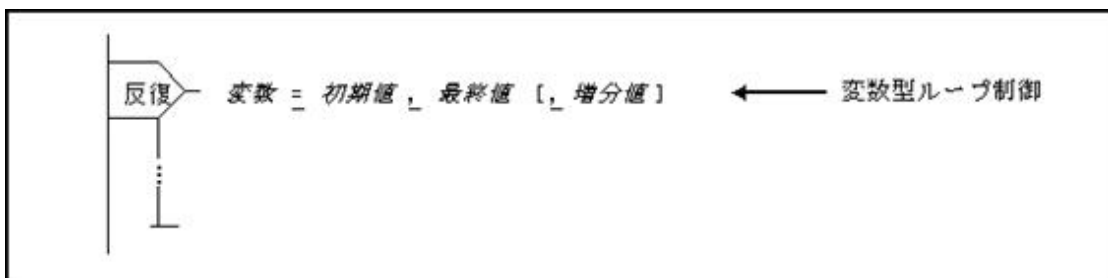 反復 変数 = 初期値 , 最終値 [, 増分値] ← 変数型ループ制御